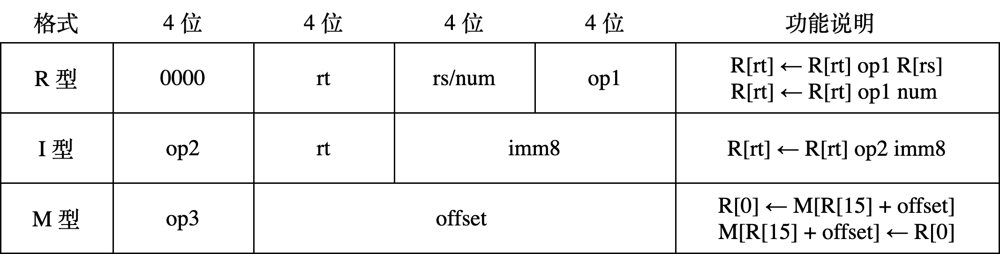 格式 4 位 4 位 4 位 4 位 功能说明
R 型 0000 rt rs/num op1 R[rt] ← R[rt] op1 R[rs]
R[rt] ← R[rt] op1 num
I 型 op2 rt imm8 R[rt] ← R[rt] op2 imm8
M 型 op3 offset R[0] ← M[R[15] + offset]
M[R[15] + offset] ← R[0]